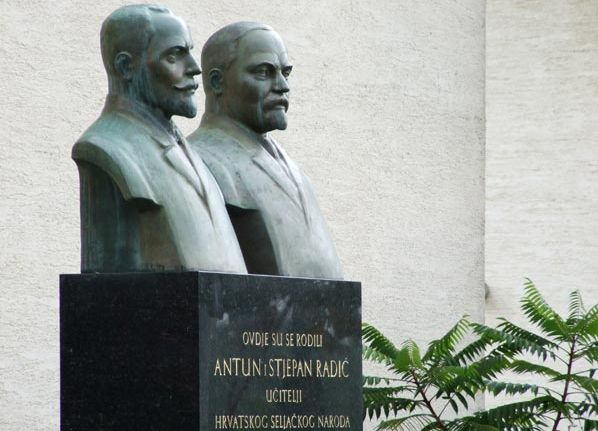 OVDJE SU SE RODILI
ANTUN I STJEPAN RADIĆ
UČITELJI
HRVATSKOG SELJAČKOG NARODA